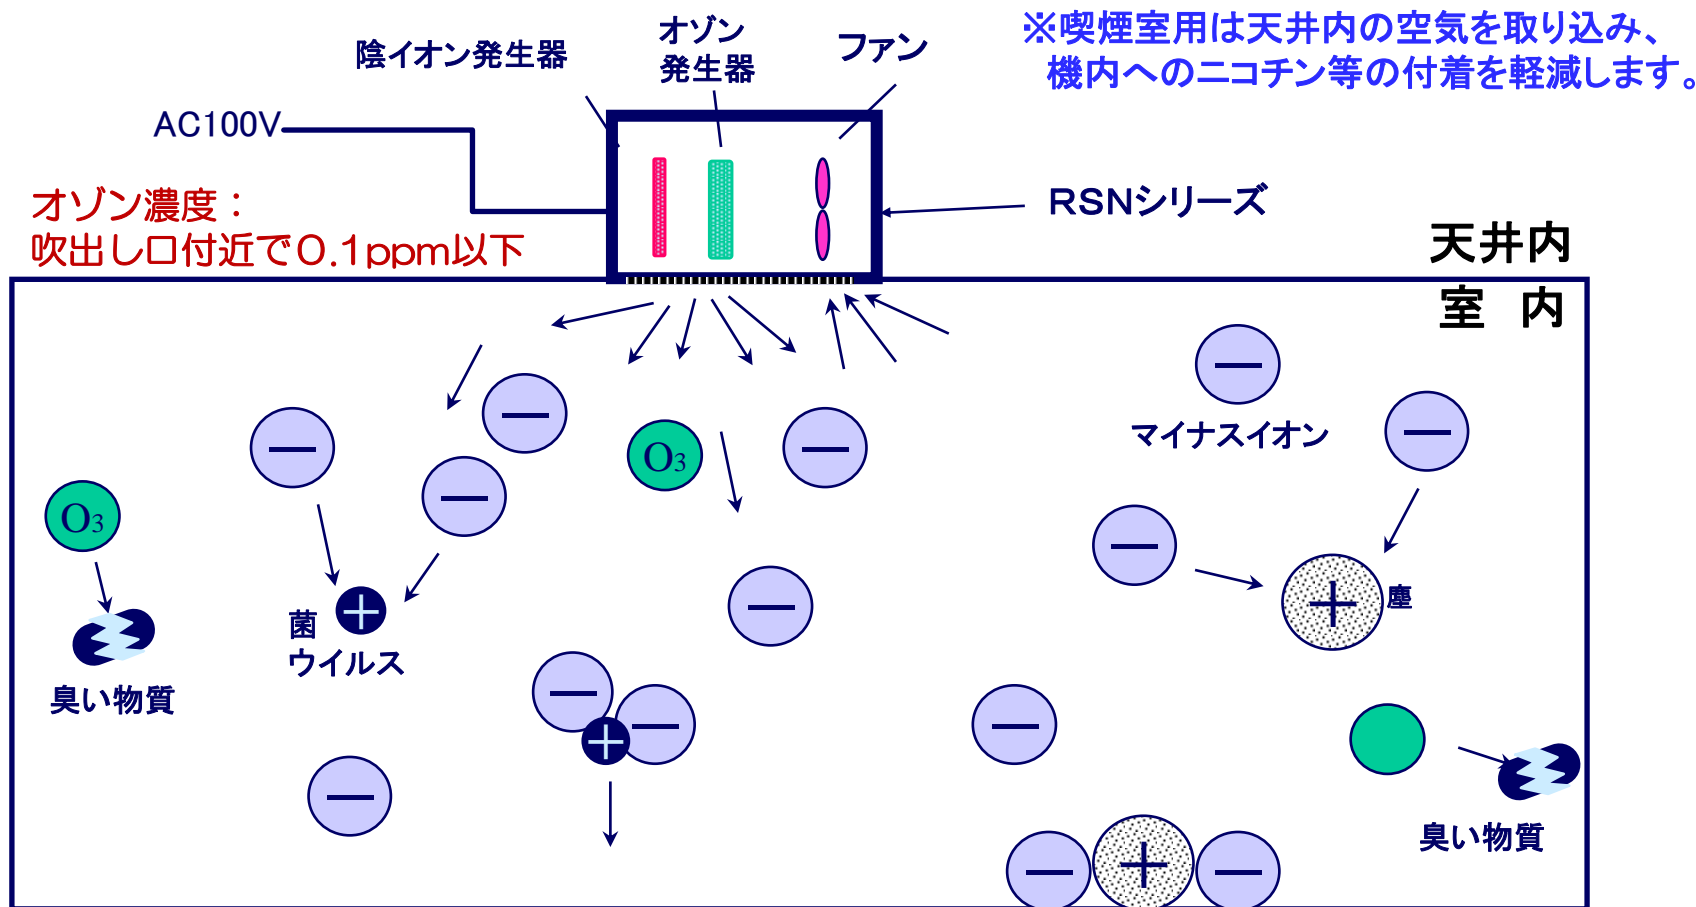 ※喫煙室用は天井内の空気を取り込み、
機内へのニコチン等の付着を軽減します。
陰イオン発生器
オゾン
発生器
ファン
AC100V
オゾン濃度：
吹出し口付近で0.1ppm以下
RSNシリーズ
天井内
室 内
マイナスイオン
O3
O3
菌
ウイルス
塵
臭い物質
臭い物質